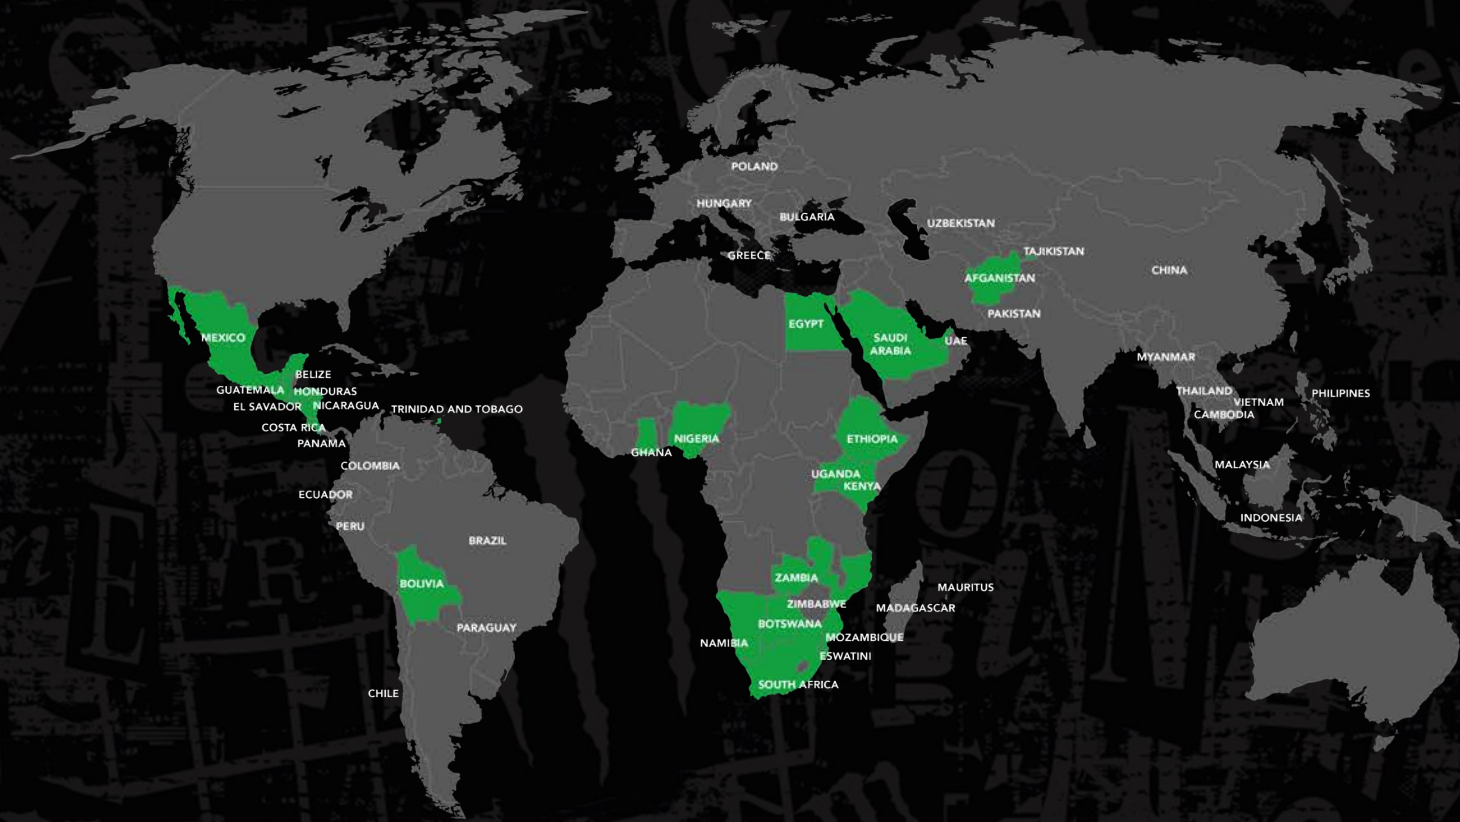 POLAND
HUNGARY
BULGARIA
UZBEKISTAN
GREECE
TAJIKISTAN
CHINA
AFGANISTAN
PAKISTAN
EGYPT
MEXICO
SAUDI
ARABIA
UAE
MYANMAR
BELIZE
GUATEMALA
HONDURAS
THAILAND
PHILIPINES
VIETNAM
EL SAVADOR
NICARAGUA
TRINIDAD AND TOBAGO
CAMBODIA
COSTA RICA
PANAMA
NIGERIA
ETHIOPIA
GHANA
COLOMBIA
MALAYSIA
UGANDA
KENYA
ECUADOR
INDONESIA
PERU
BRAZIL
BOLIVIA
ZAMBIA
MAURITUS
ZIMBABWE
MADAGASCAR
BOTSWANA
PARAGUAY
MOZAMBIQUE
NAMIBIA
ESWATINI
SOUTH AFRICA
CHILE